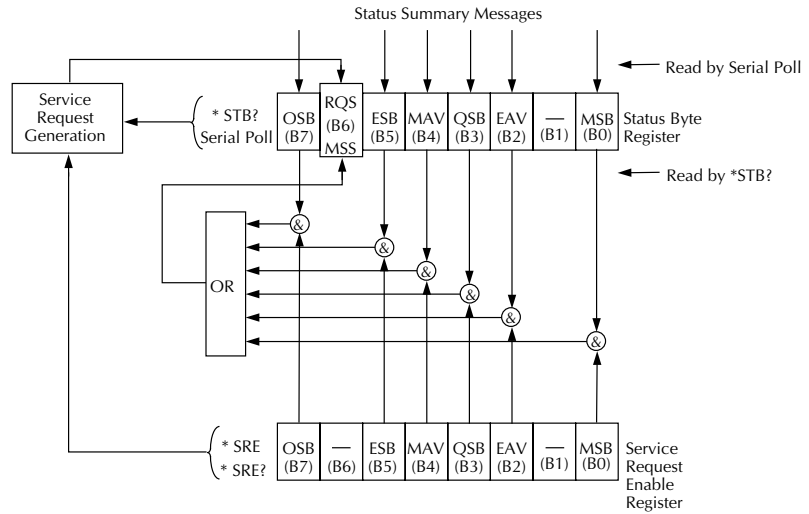 Status Summary Messages
Read by Serial Poll
Service
Request
Generation
* STB?
Serial Poll
OSB
(B7)
RQS
(B6)
MSS
ESB
(B5)
MAV
(B4)
QSB
(B3)
EAV
(B2)
—
(B1)
MSB
(B0)
Status Byte
Register
Read by *STB?
&
&
&
&
&
&
OR
* SRE
* SRE?
OSB
(B7)
—
(B6)
ESB
(B5)
MAV
(B4)
QSB
(B3)
EAV
(B2)
—
(B1)
MSB
(B0)
Service
Request
Enable
Register